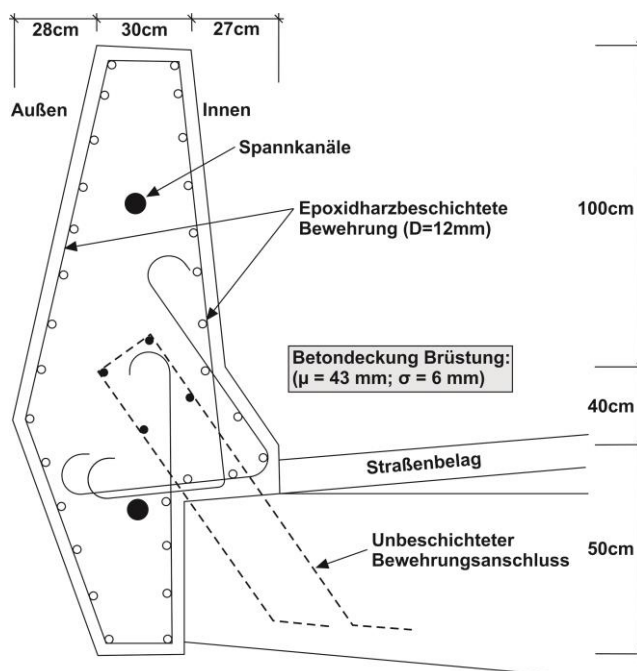 28cm
30cm
27cm
Außen
Innen
Spannkanäle
Epoxidharzbeschichtete
Bewehrung (D=12mm)
100cm
Betondeckung Brüstung:
(μ = 43 mm; σ = 6 mm)
40cm
Straßenbelag
Unbeschichteter
Bewehrungsanschluss
50cm